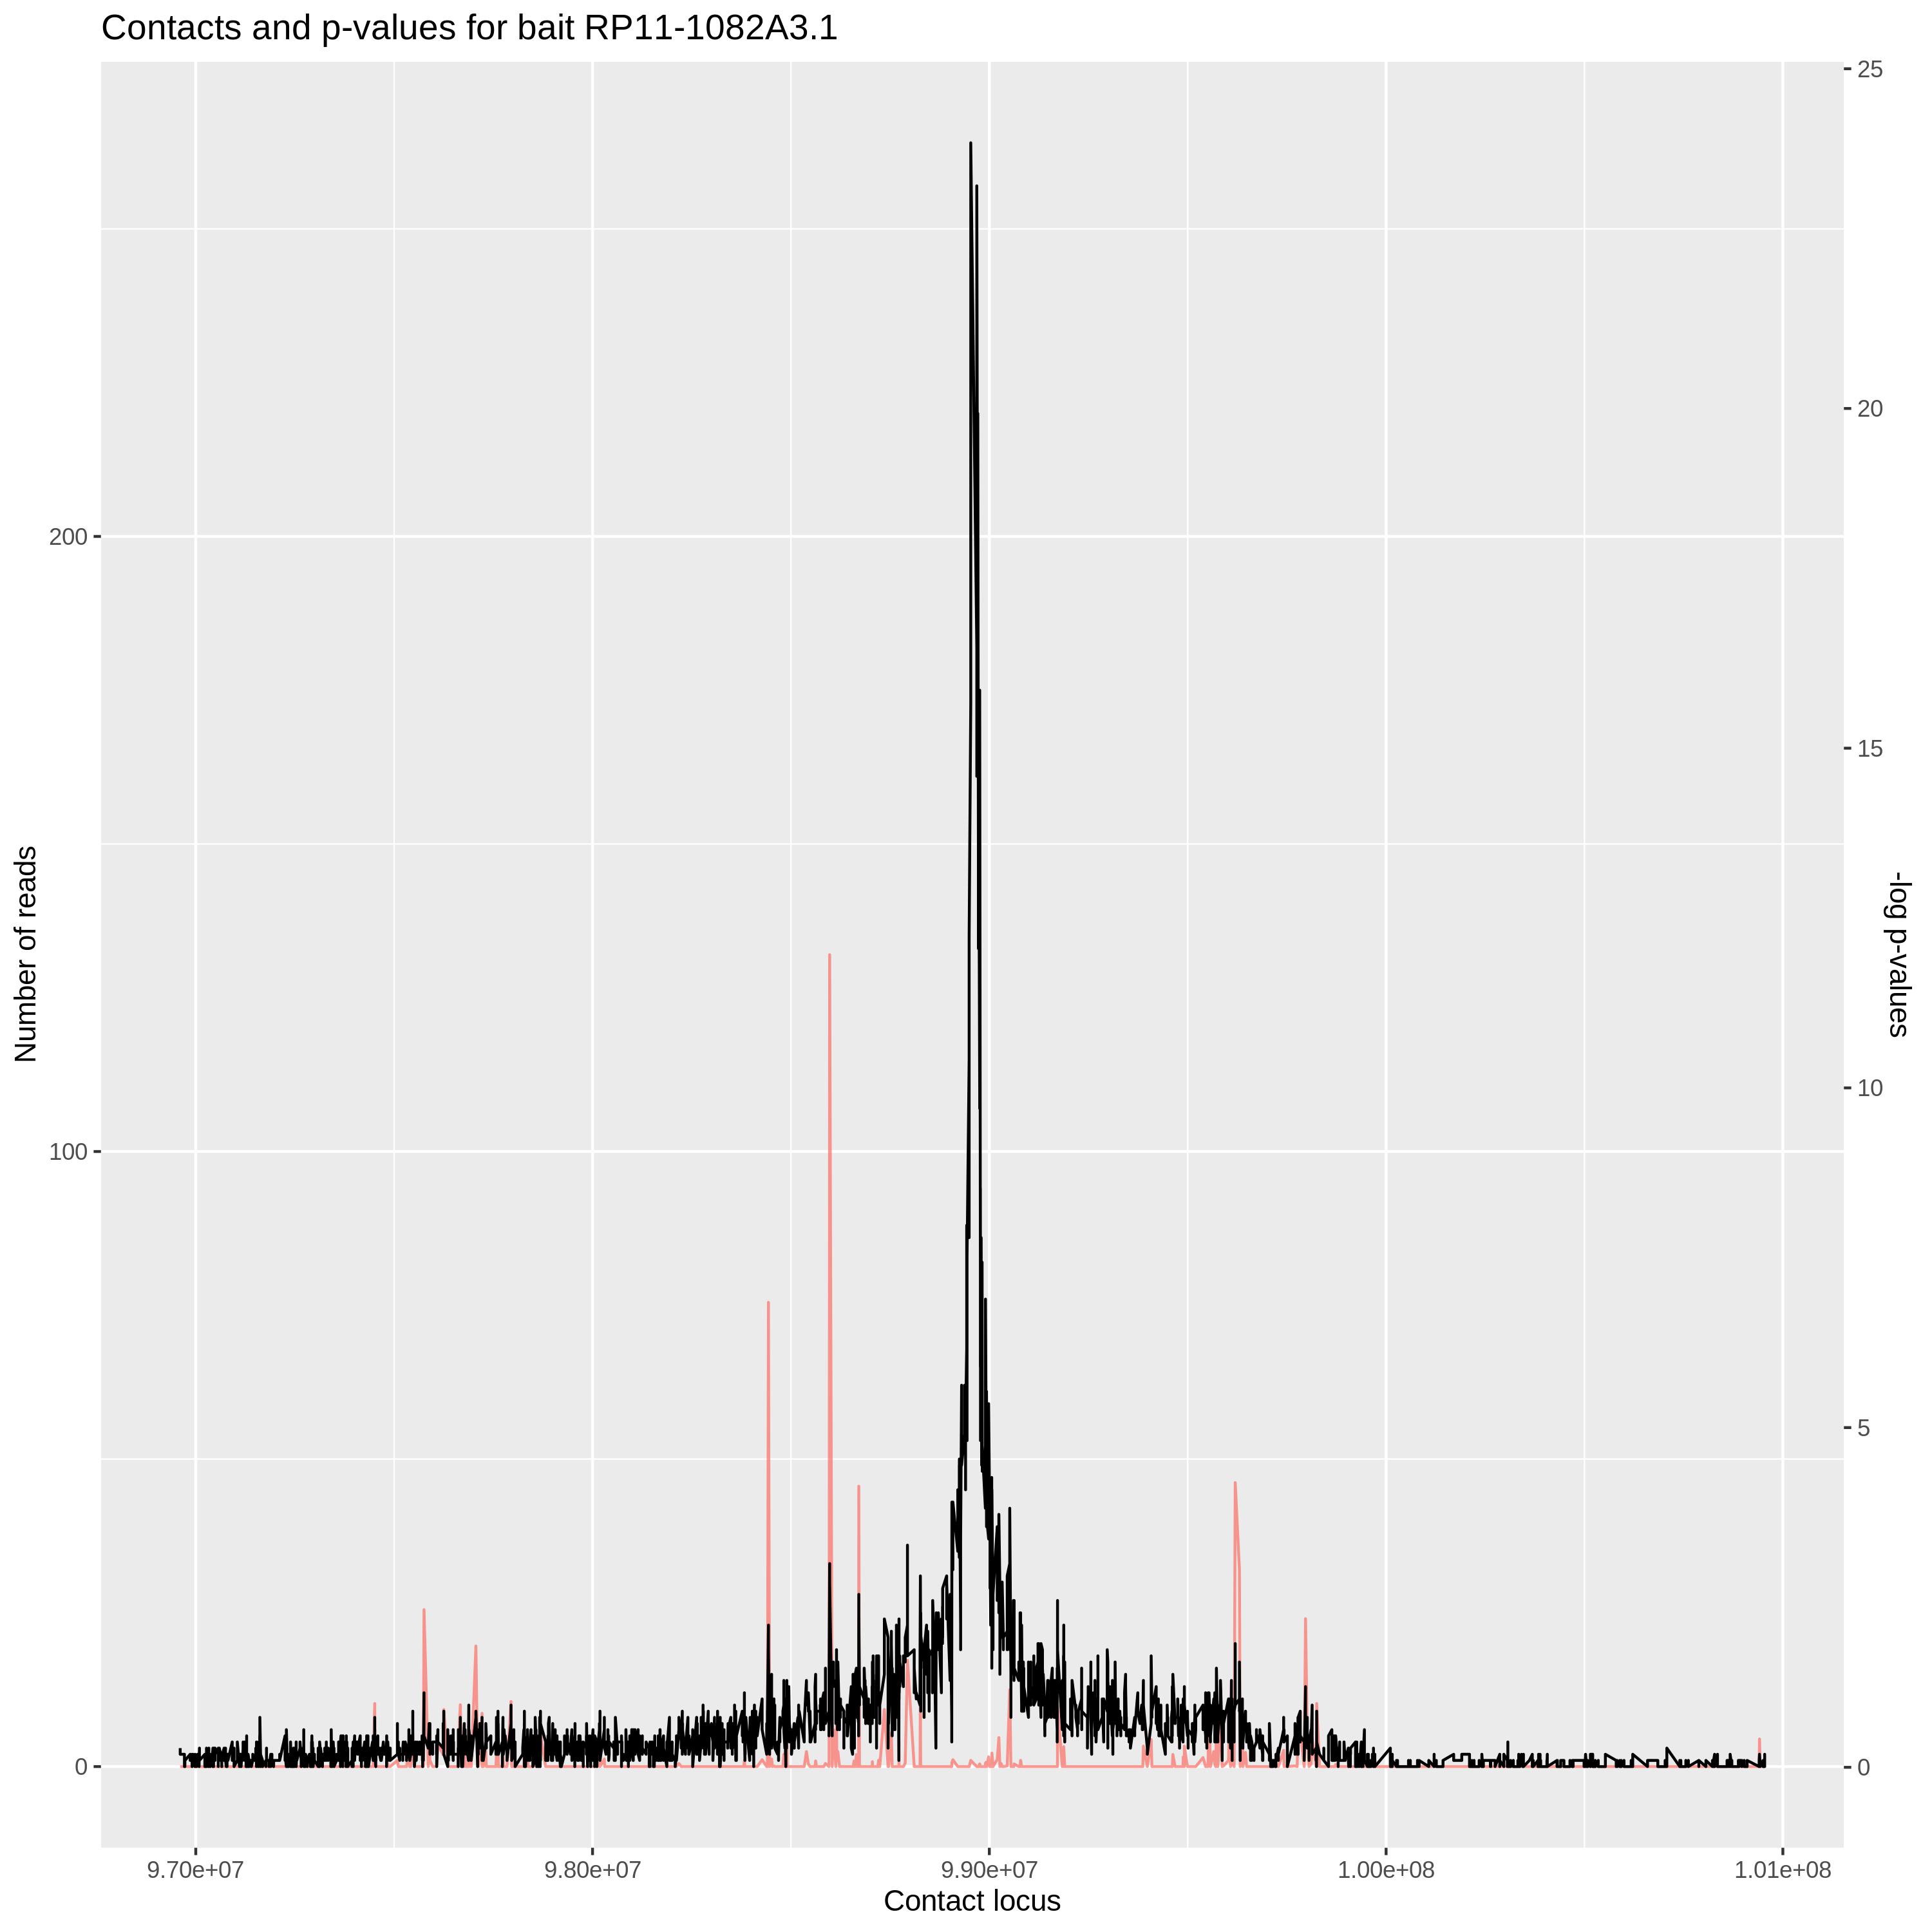 Contacts and p-values for bait RP11-1082A3.1
25
20
200
15
Number of reads
-log p-values
10
100
5
0
0
9.70e+07 9.80e+07 9.90e+07 1.00e+08 1.01e+08
Contact locus